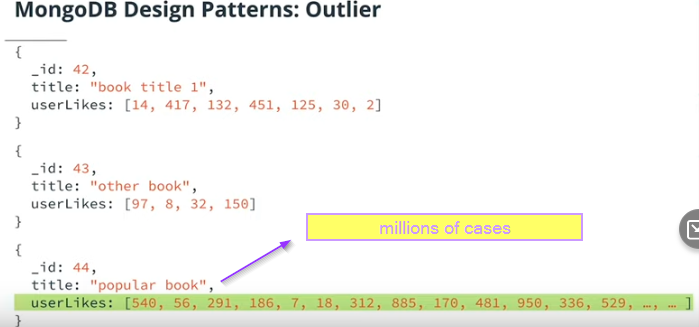 MongoDB Design Patterns: Outlier
{
_id: 42,
title: "book title 1",
userLikes: [14, 417, 132, 451, 125, 30, 2]
}
{
_id: 43,
title: "other book",
userLikes: [97, 8, 32, 150]
}
millions of cases
{
_id: 44,
title: "popular book",
userLikes: [540, 56, 291, 186, 7, 18, 312, 885, 170, 481, 950, 336, 529, …, … ]
}